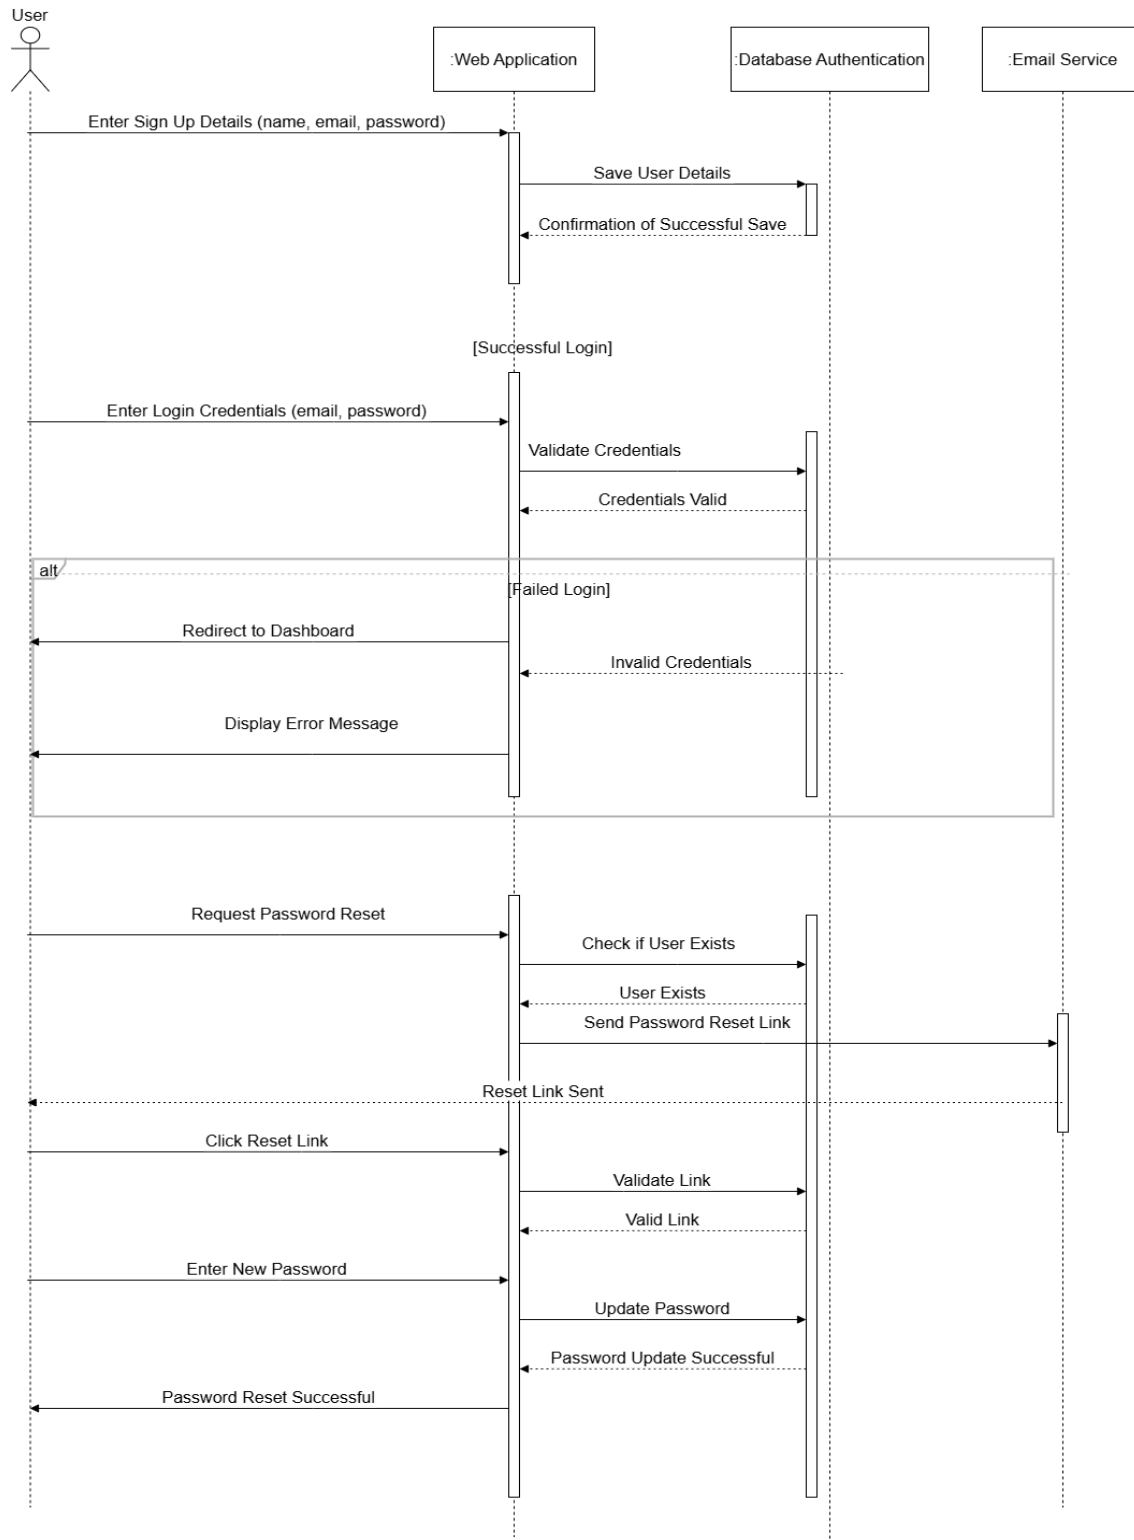 User
:Web Application
:Database Authentication
:Email Service
Enter Sign Up Details (name, email, password)
Save User Details
Confirmation of Successful Save
[Successful Login]
Enter Login Credentials (email, password)
Validate Credentials
Credentials Valid
alt
[Failed Login]
Redirect to Dashboard
Invalid Credentials
Display Error Message
Request Password Reset
Check if User Exists
User Exists
Send Password Reset Link
Reset Link Sent
Click Reset Link
Validate Link
Valid Link
Enter New Password
Update Password
Password Update Successful
Password Reset Successful